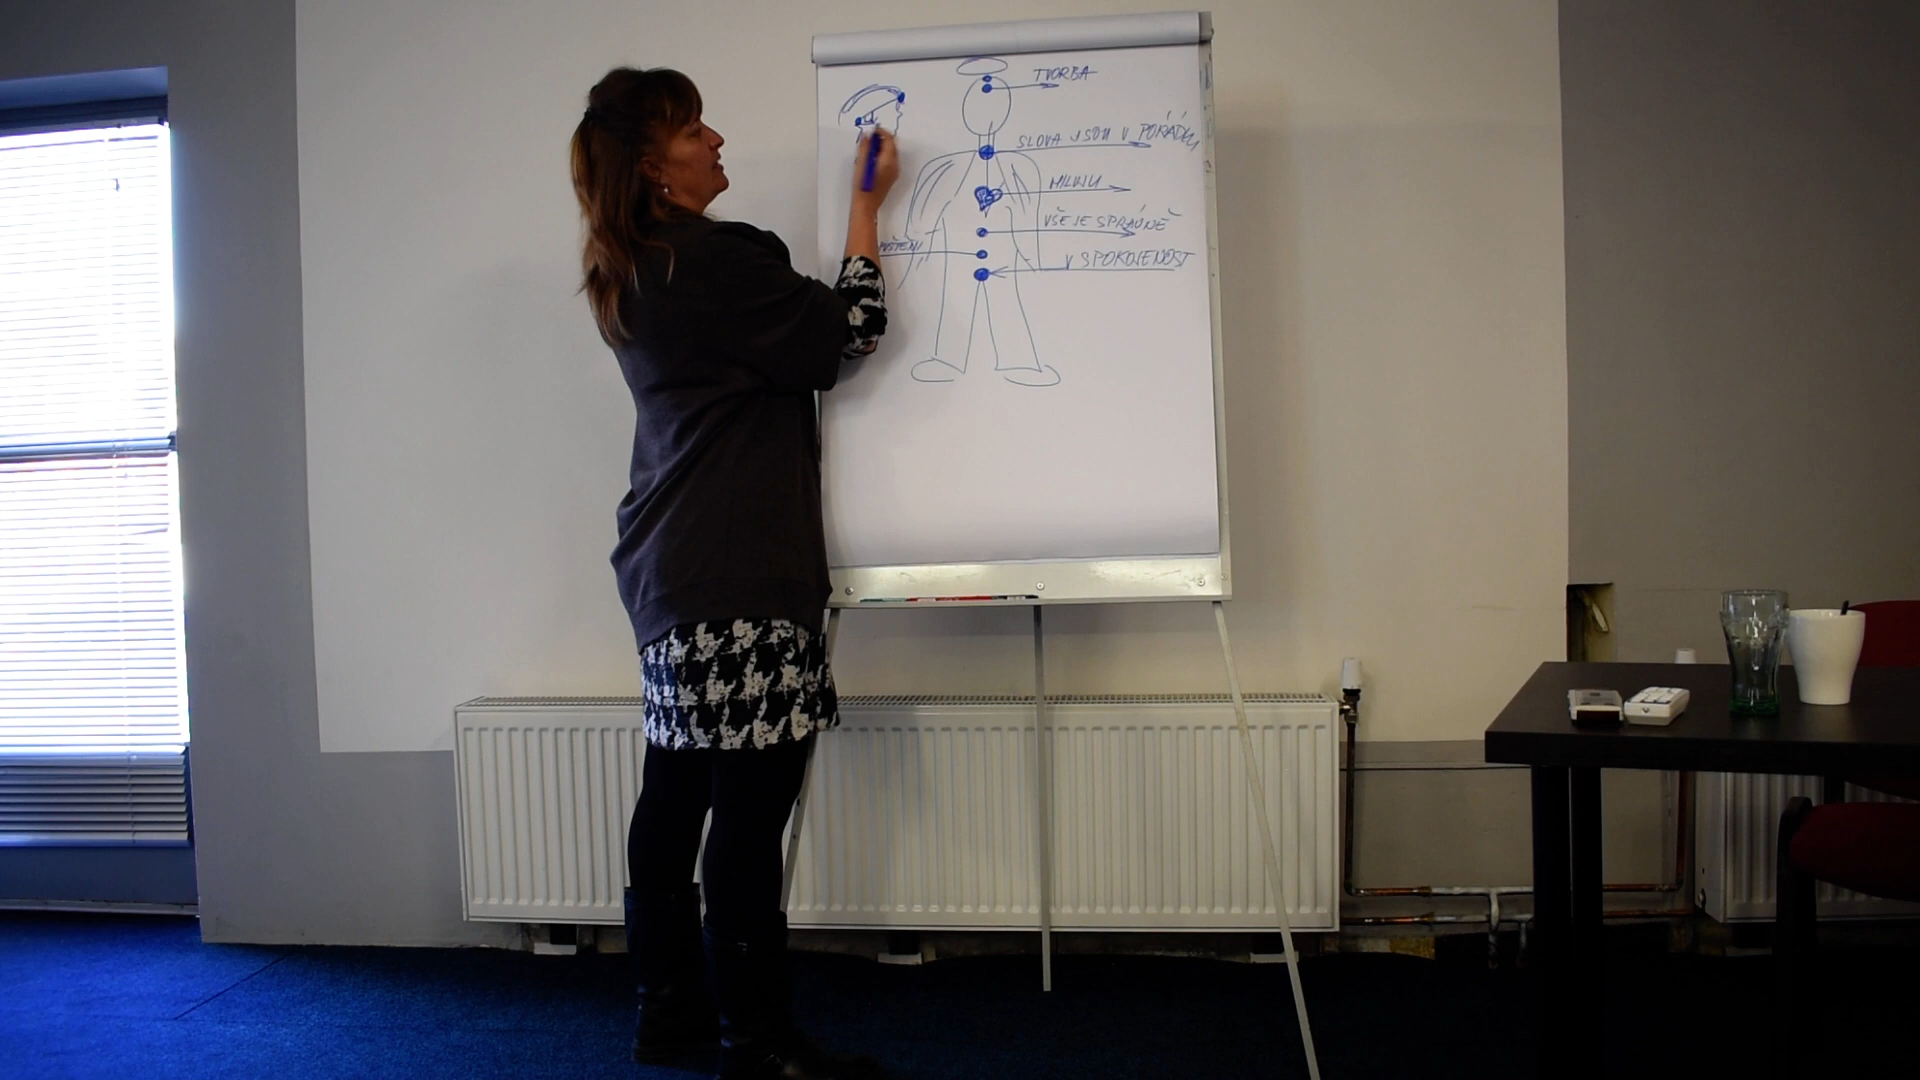 TVORBA
SLOVA JSOU V POŘÁDKU
MILUJU
VŠE JE SPRÁVNĚ
V SPOKOJENOST